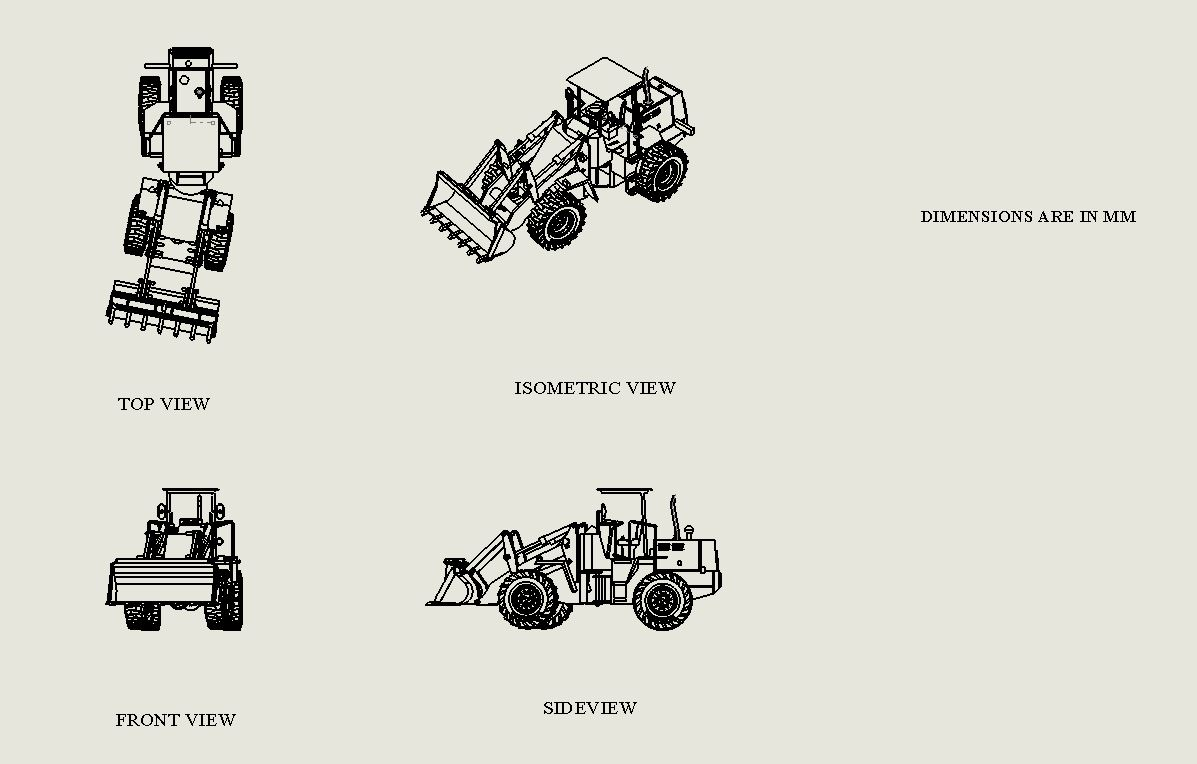 DIMENSIONS ARE IN MM
ISOMETRIC VIEW
TOP VIEW
SIDEVIEW
FRONT VIEW